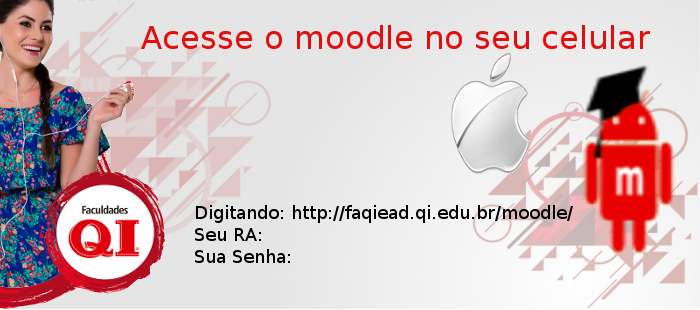 Acesse o moodle no seu celular
m
Faculdades
QI
Digitando: http://faqiead.qi.edu.br/moodle/
Seu RA:
Sua Senha: